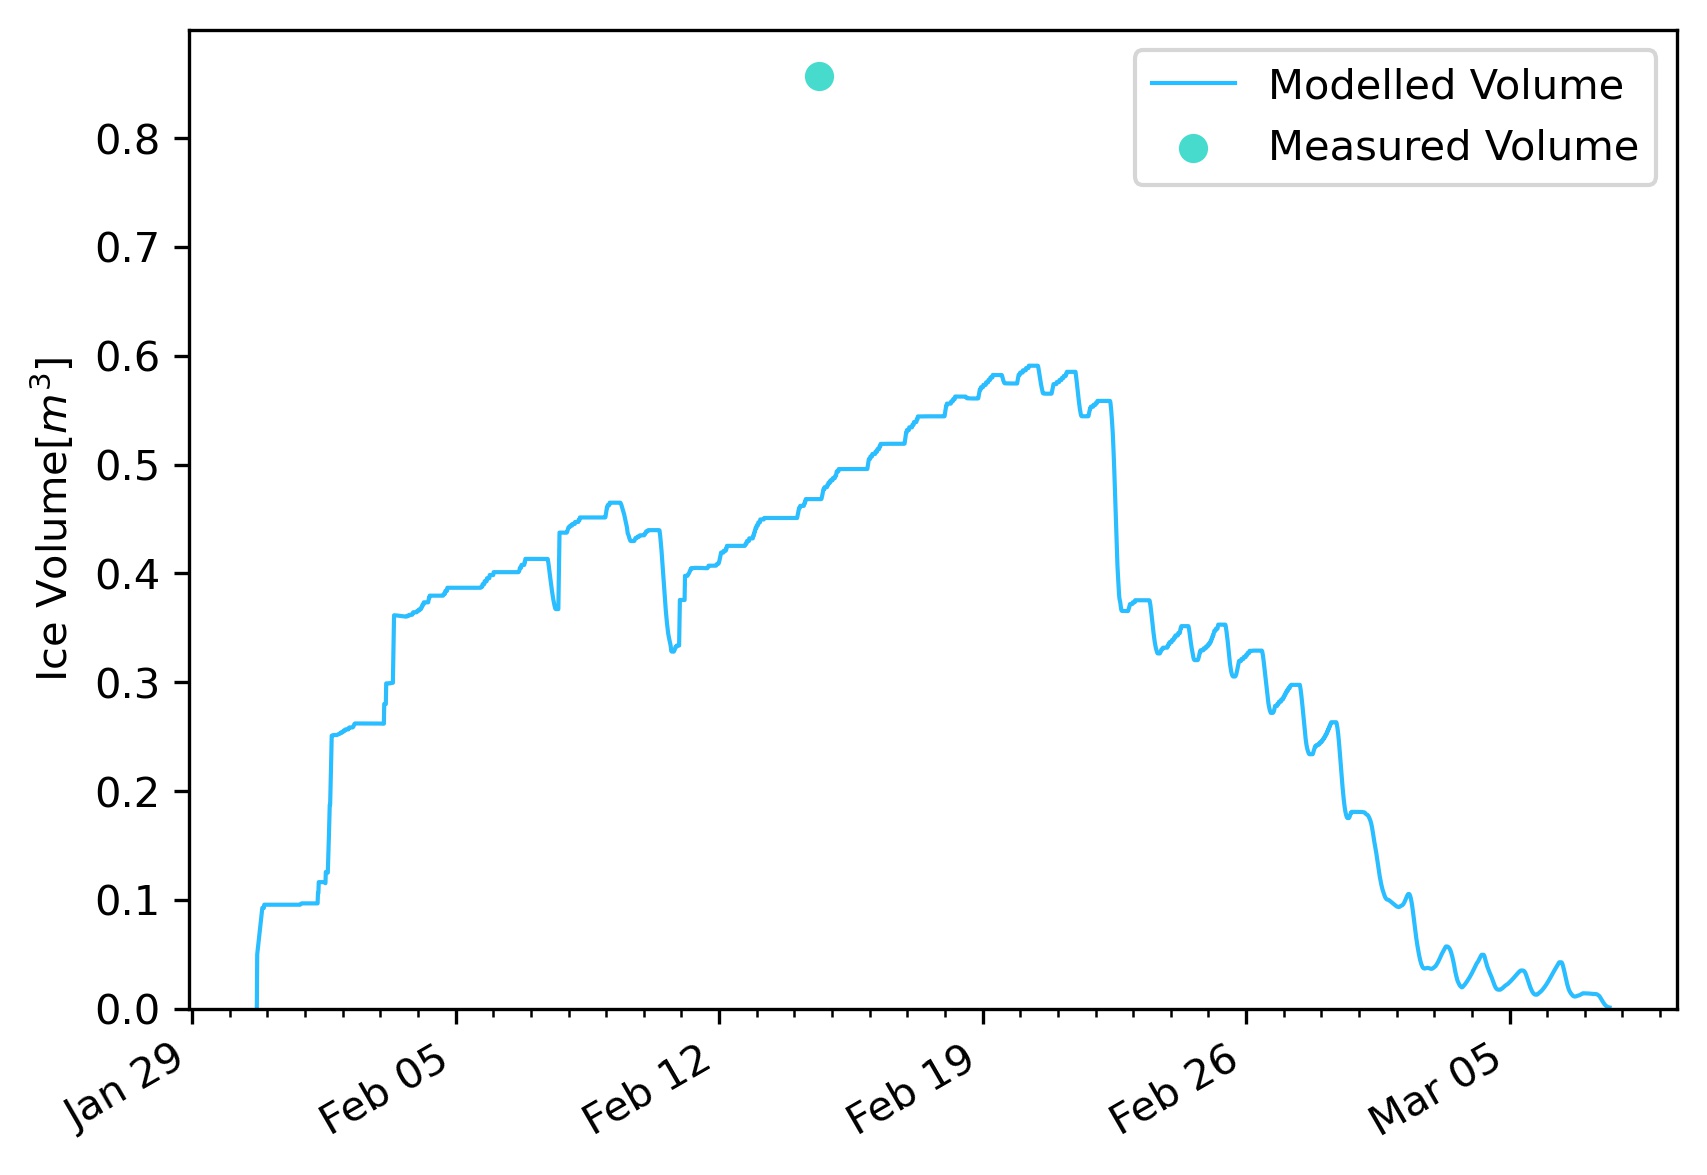 Modelled Volume
Measured Volume
Ice Volume[$m^3$]
0.8
0.7
0.6
0.5
0.4
0.3
0.2
0.1
0.0
Jan 29
Feb 05
Feb 12
Feb 19
Feb 26
Mar 05